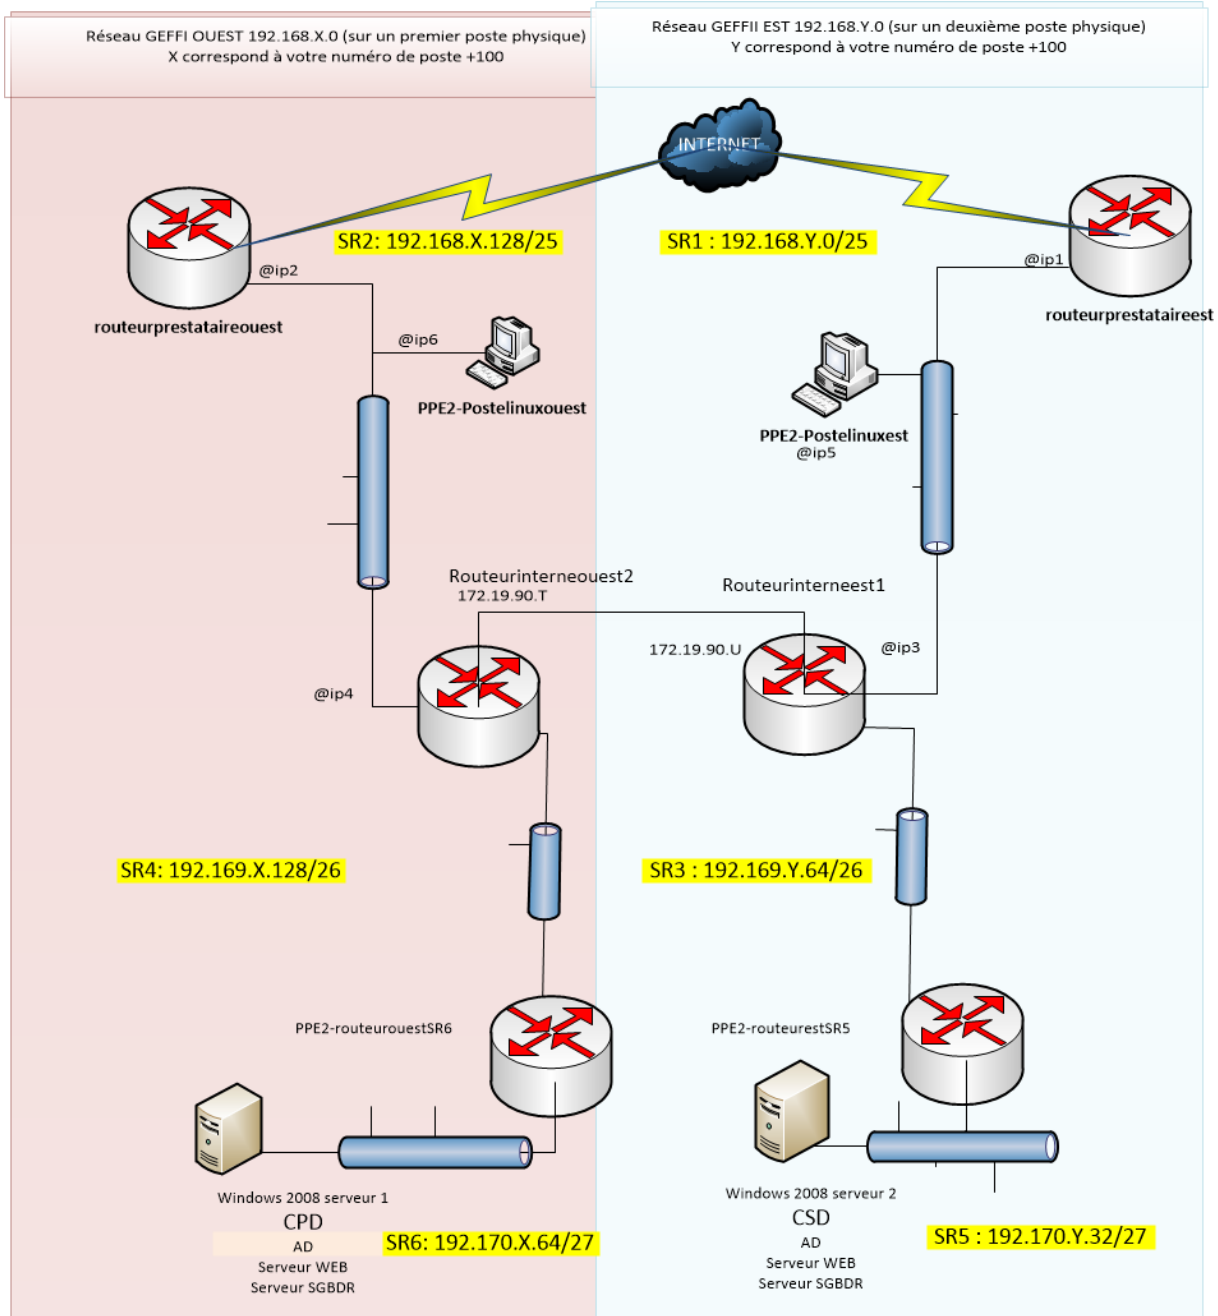 Réseau GEFFI OUEST 192.168.X.0 (sur un premier poste physique)
X correspond à votre numéro de poste +100
Réseau GEFFII EST 192.168.Y.0 (sur un deuxième poste physique)
Y correspond à votre numéro de poste +100
INTERNET
SR2: 192.168.X.128/25
SR1 : 192.168.Y.0/25
@ip2
@ip1
routeurprestataireouest
routeurprestataireest
@ip6
PPE2-Postelinuxouest
PPE2-Postelinuxest
@ip5
Routeurinterneouest2
172.19.90.T
Routeurinterneest1
172.19.90.U
@ip3
@ip4
SR4: 192.169.X.128/26
SR3 : 192.169.Y.64/26
PPE2-routeurouestSR6
PPE2-routeurestSR5
Windows 2008 serveur 1
CPD
AD
Serveur WEB
Serveur SGBDR
SR6: 192.170.X.64/27
Windows 2008 serveur 2
CSD
AD
Serveur WEB
Serveur SGBDR
SR5 : 192.170.Y.32/27